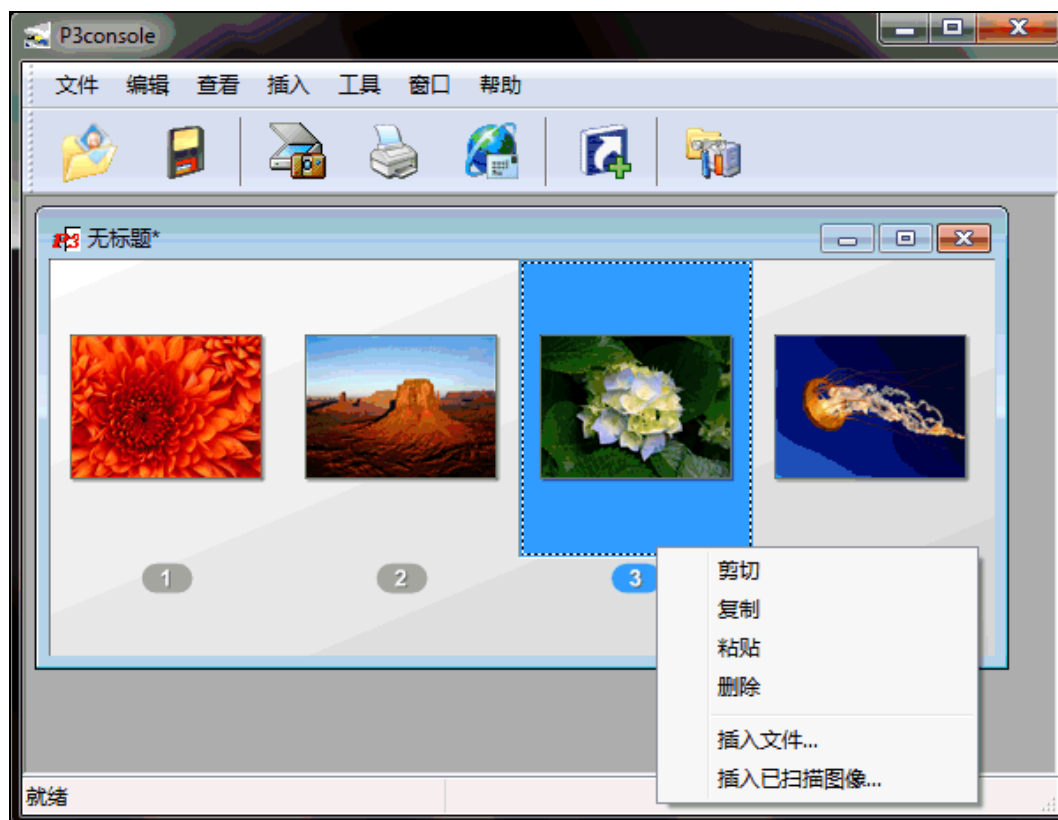 P3console
文件 编辑 查看 插入 工具 窗口 帮助
P3 无标题*
1 2 3
剪切
复制
粘贴
删除
插入文件...
插入已扫描图像...
就绪